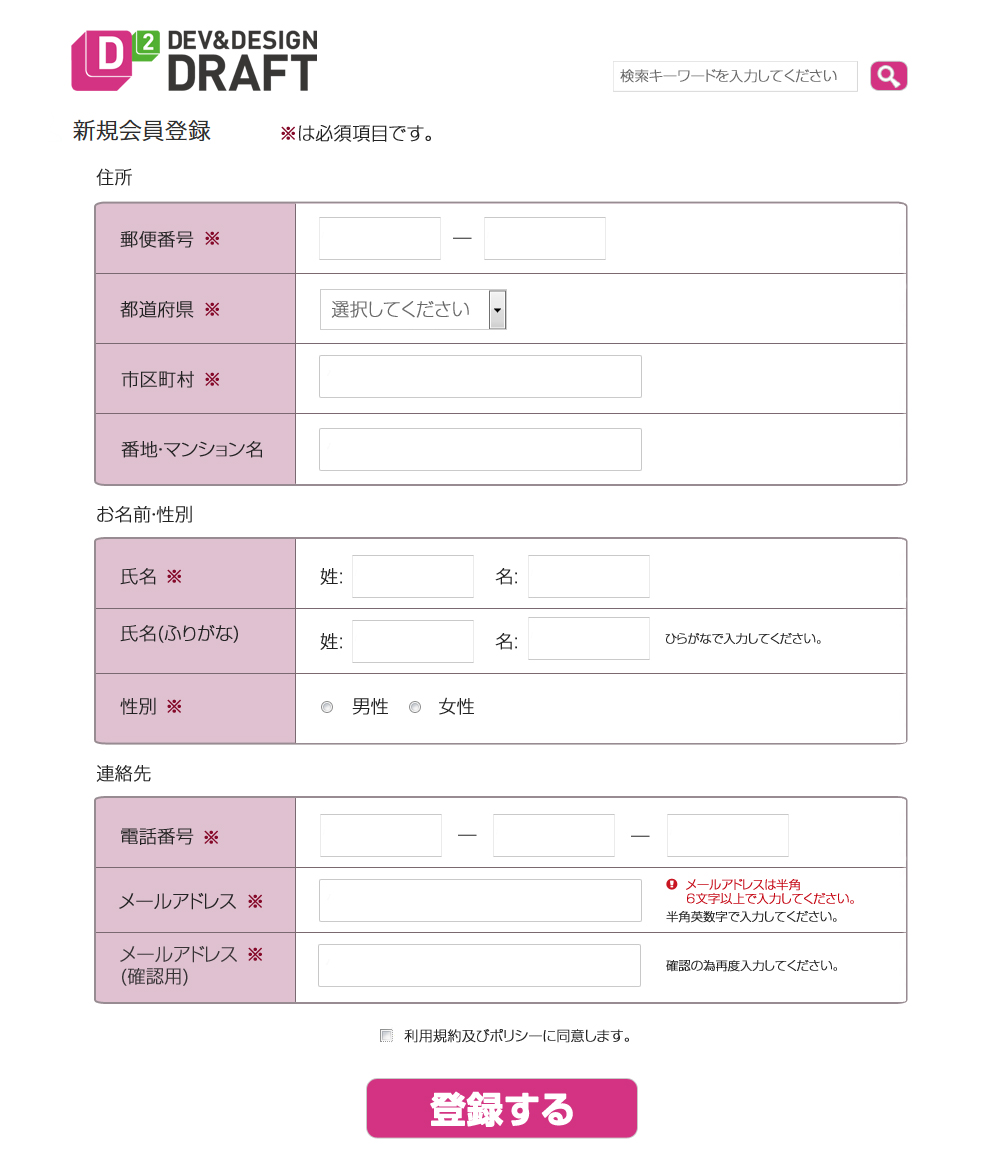 D2 DEV&DESIGN
DRAFT
検索キーワードを入力してください
新規会員登録 ※は必須項目です。
住所
郵便番号 ※ —
都道府県 ※ 選択してください
市区町村 ※
番地・マンション名
お名前・性別
氏名 ※ 姓: 名:
氏名(ふりがな) 姓: 名: ひらがなで入力してください。
性別 ※ 男性 女性
連絡先
電話番号 ※ — —
メールアドレス ※
メールアドレスは半角
6文字以上で入力してください。
半角英数字で入力してください。
メールアドレス ※
(確認用)
確認の為再度入力してください。
利用規約及びポリシーに同意します。
登録する